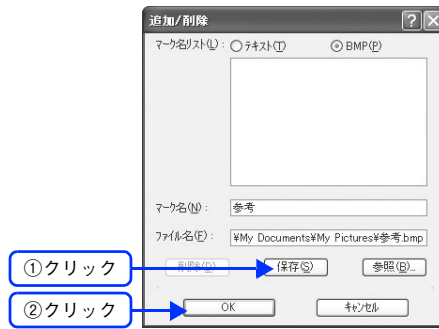 追加/削除
マーク名リスト(L): テキスト(T) BMP(P)
マーク名(N): 参考
ファイル名(F): ¥My Documents¥My Pictures¥参考.bmp
①クリック 削除(D) 保存(S) 参照(B)...
②クリック OK キャンセル